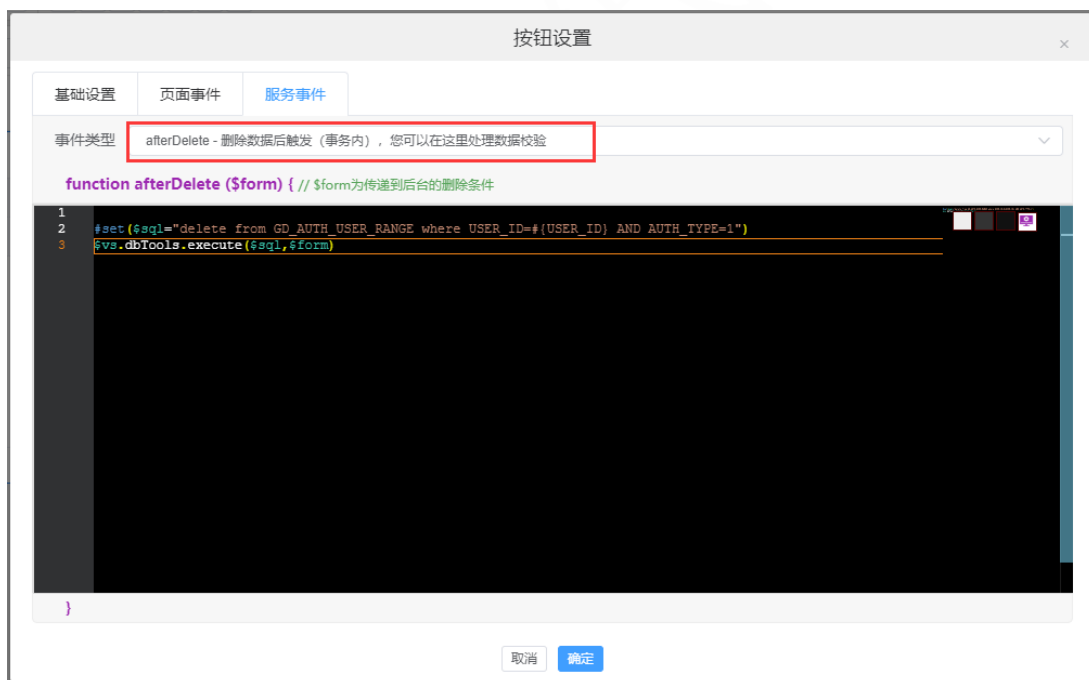 按钮设置
×
基础设置 页面事件 服务事件
事件类型 afterDelete - 删除数据后触发（事务内），您可以在这里处理数据校验
function afterDelete ($form) { // $form为传递到后台的删除条件
1
2 #set($sql="delete from GD_AUTH_USER_RANGE where USER_ID=#{USER_ID} AND AUTH_TYPE=1")
3 $vs.dbTools.execute($sql,$form)
}
取消 确定